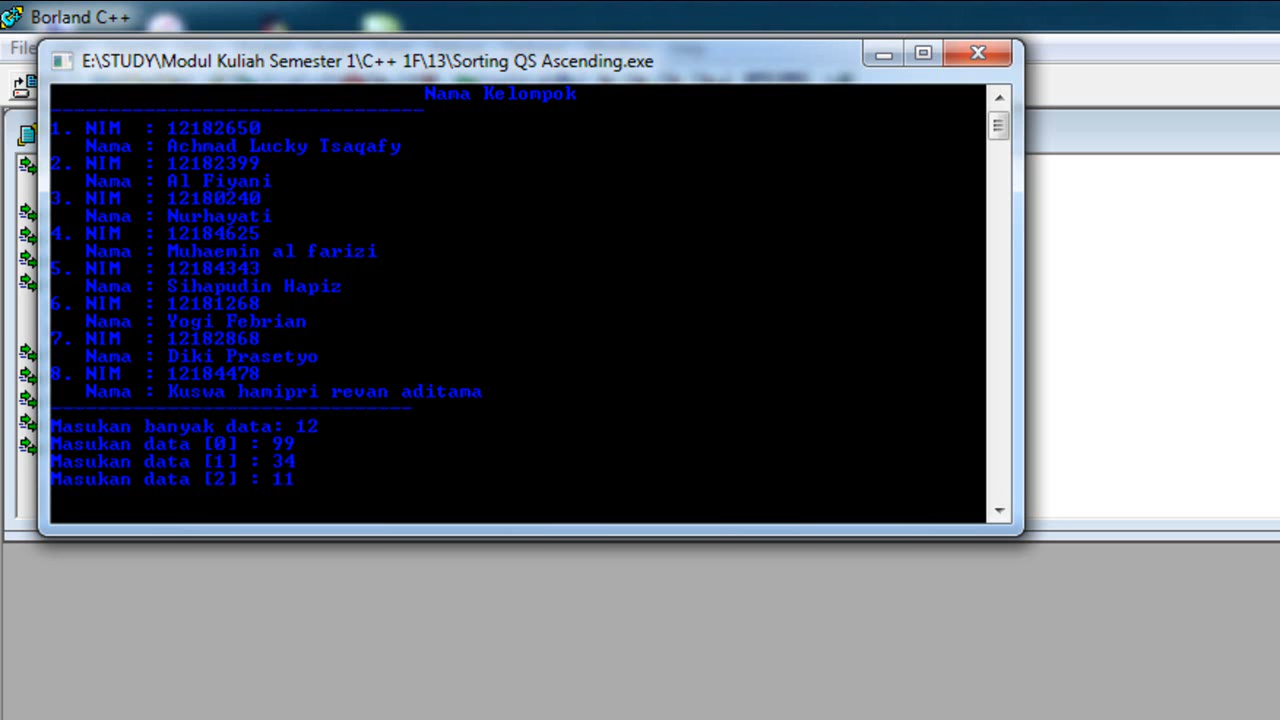 Borland C++
File
E:\STUDY\Modul Kuliah Semester 1\C++ 1F\13\Sorting QS Ascending.exe
Nama Kelompok
1. NIM : 12182650
Nama : Achmad Lucky Tsaqafy
2. NIM : 12182399
Nama : Al Fiyani
3. NIM : 12180240
Nama : Nurhayati
4. NIM : 12184625
Nama : Muhaemin al farizi
5. NIM : 12184343
Nama : Sihapudin Hapiz
6. NIM : 12181268
Nama : Yogi Febrian
7. NIM : 12182868
Nama : Diki Prasetyo
8. NIM : 12184478
Nama : Kuswa hamipri revan aditama
Masukan banyak data: 12
Masukan data [0] : 99
Masukan data [1] : 34
Masukan data [2] : 11